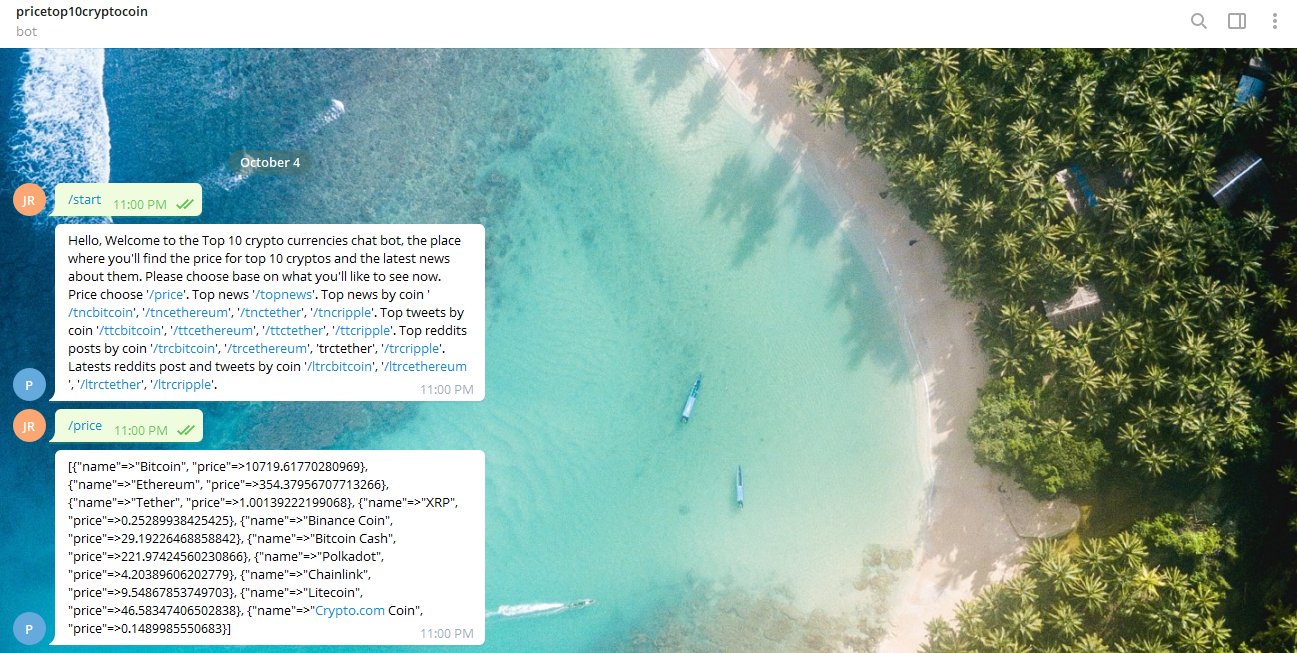 pricetop10cryptocoin
bot
October 4
JR
/start 11:00 PM
Hello, Welcome to the Top 10 crypto currencies chat bot, the place
where you'll find the price for top 10 cryptos and the latest news
about them. Please choose base on what you'll like to see now.
Price choose '/price'. Top news '/topnews'. Top news by coin '
/tncbitcoin', '/tncethereum', '/tnctether', '/tncripple'. Top tweets by
coin '/ttcbitcoin', '/ttcethereum', '/ttctether', '/ttcripple'. Top reddits
posts by coin '/trcbitcoin', '/trcethereum', 'trctether', '/trcripple'.
Latests reddits post and tweets by coin '/ltrcbitcoin', '/ltrcethereum
', '/ltrctether', '/ltrcripple'.
P
11:00 PM
JR
/price 11:00 PM
[{"name"=>"Bitcoin", "price"=>10719.61770280969},
{"name"=>"Ethereum", "price"=>354.37956707713266},
{"name"=>"Tether", "price"=>1.00139222199068}, {"name"=>"XRP",
"price"=>0.25289938425425}, {"name"=>"Binance Coin",
"price"=>29.19226468858842}, {"name"=>"Bitcoin Cash",
"price"=>221.97424560230866}, {"name"=>"Polkadot",
"price"=>4.20389606202779}, {"name"=>"Chainlink",
"price"=>9.54867853749703}, {"name"=>"Litecoin",
"price"=>46.58347406502838}, {"name"=>"Crypto.com Coin",
"price"=>0.1489985550683}]
P
11:00 PM